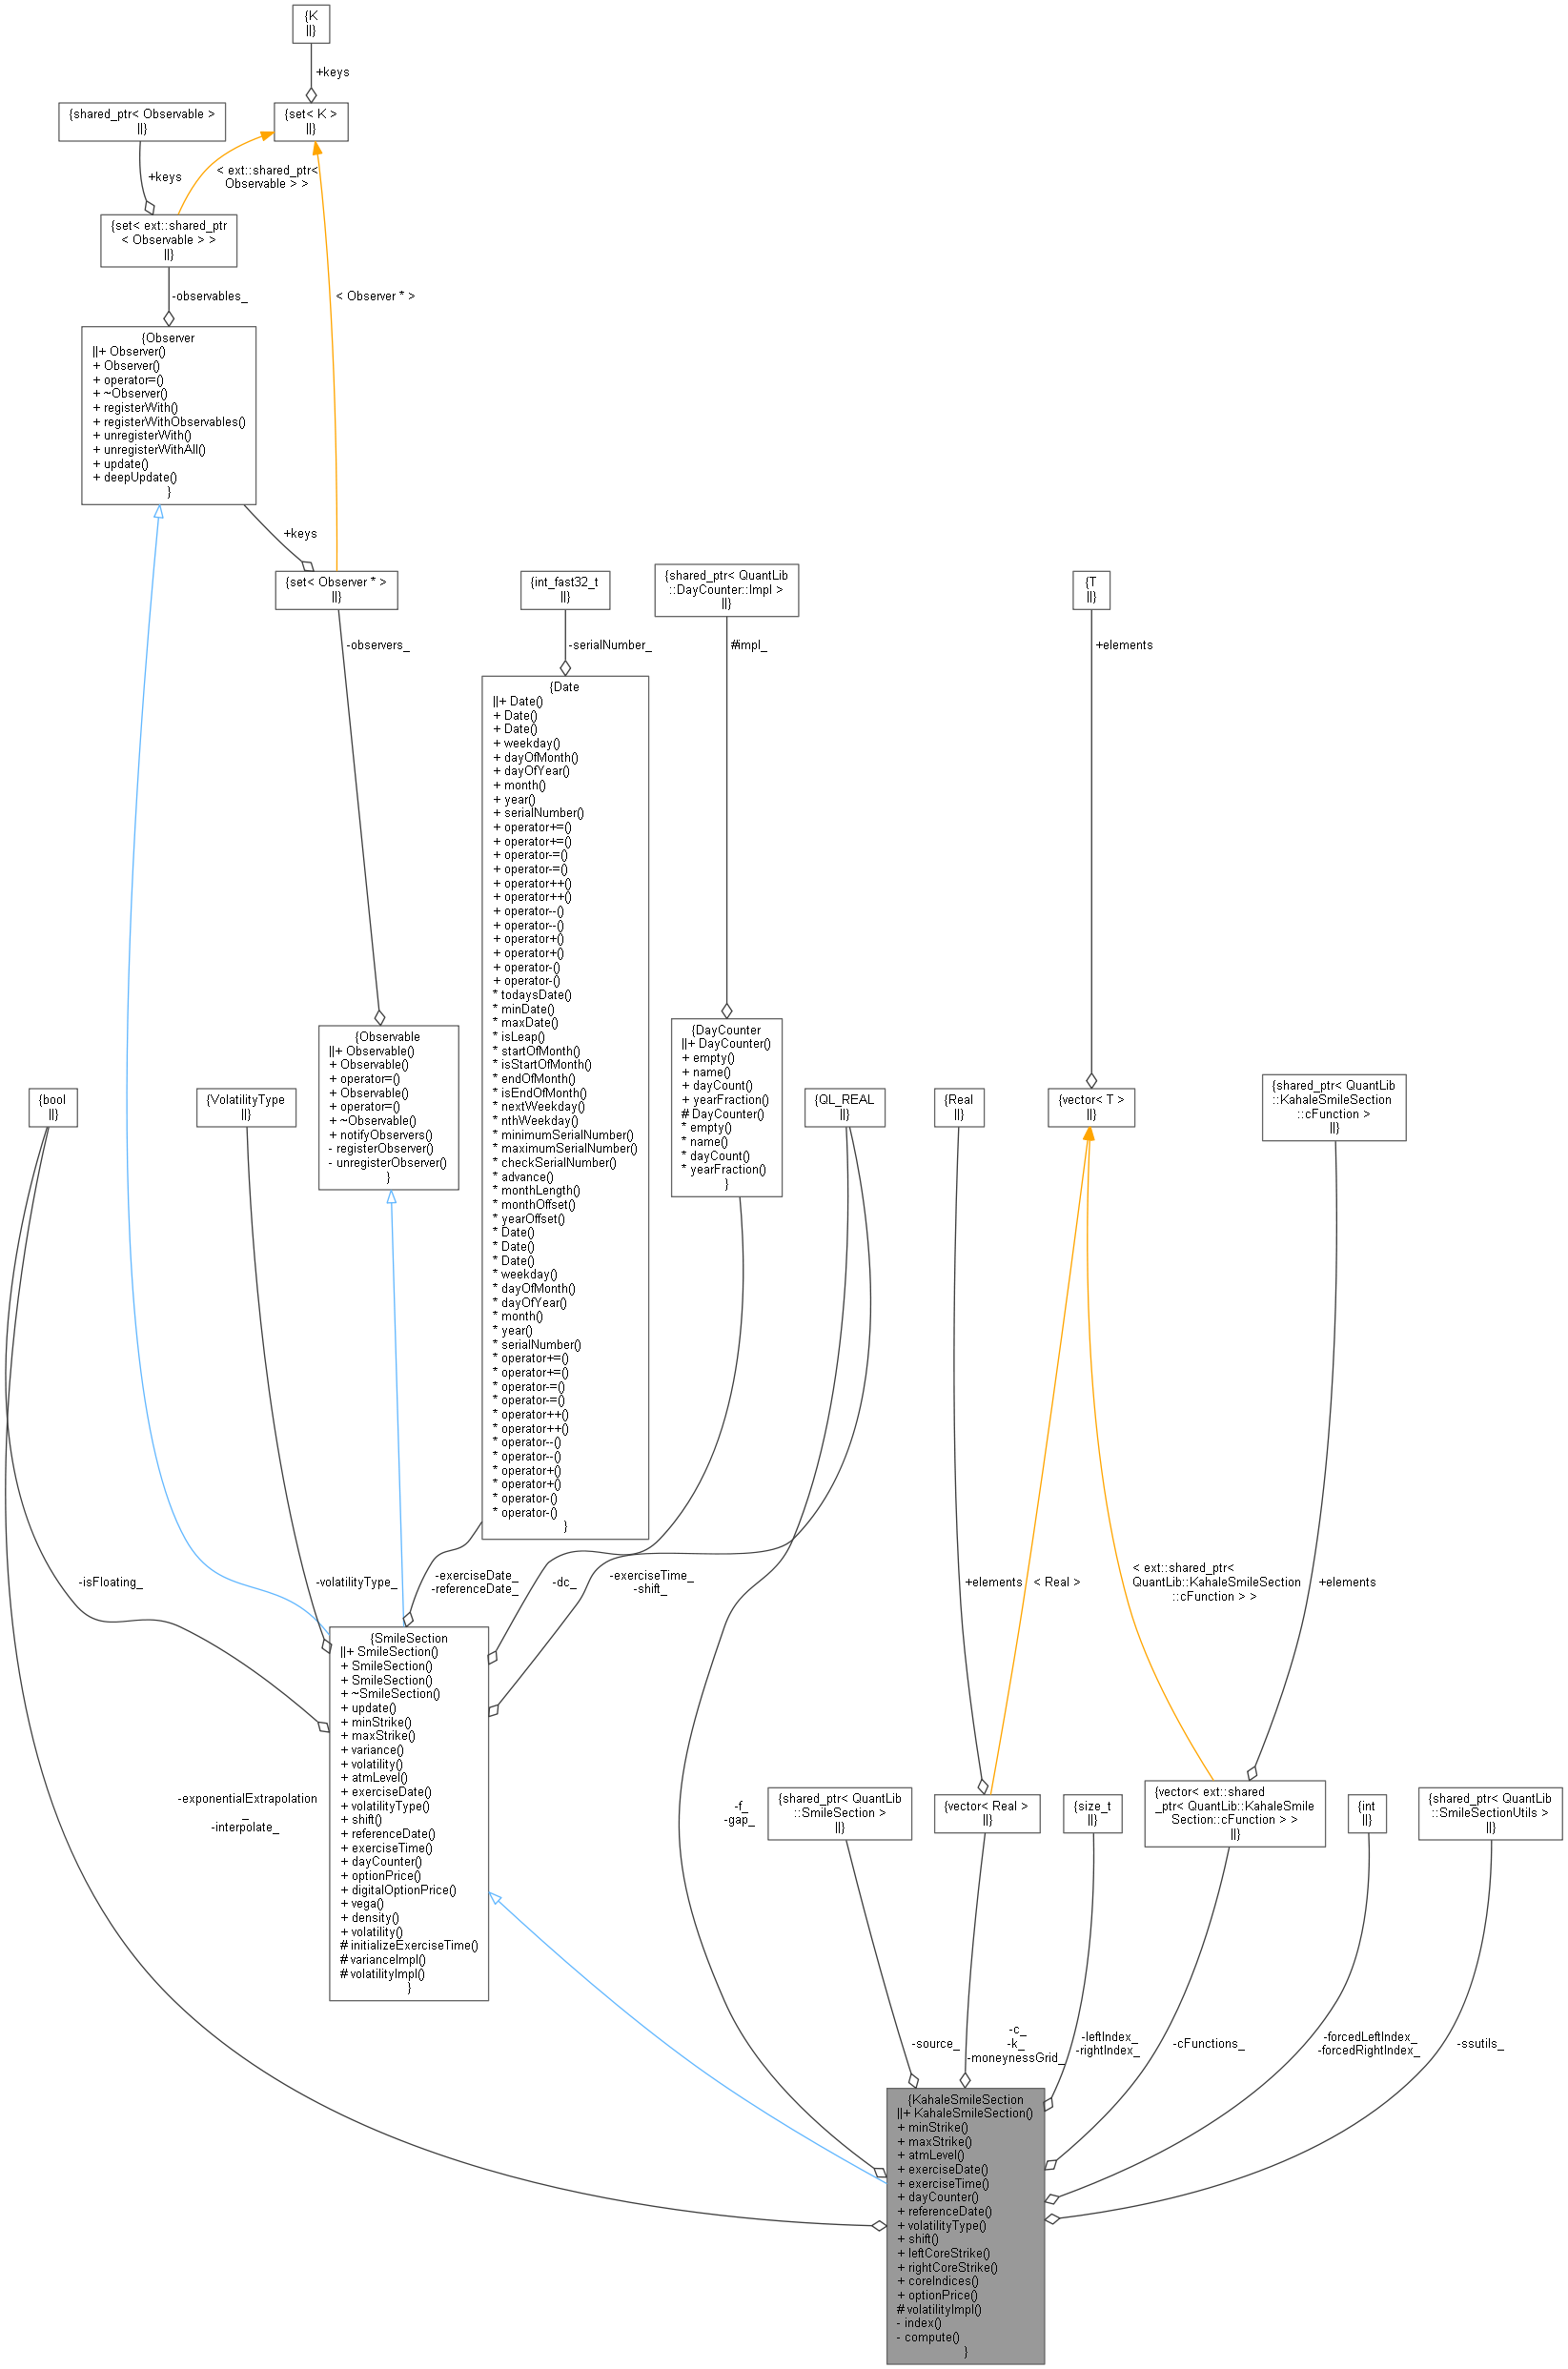 {K
||}
+keys
{shared_ptr< Observable >
||}
{set< K >
||}
+keys
< ext::shared_ptr<
Observable > >
{set< ext::shared_ptr
< Observable > >
||}
-observables_
< Observer * >
{Observer
||+ Observer()
+ Observer()
+ operator=()
+ ~Observer()
+ registerWith()
+ registerWithObservables()
+ unregisterWith()
+ unregisterWithAll()
+ update()
+ deepUpdate()
}
+keys
{set< Observer * >
||}
{int_fast32_t
||}
{shared_ptr< QuantLib
::DayCounter::Impl >
||}
{T
||}
-observers_
-serialNumber_
#impl_
+elements
{Date
||+ Date()
+ Date()
+ Date()
+ weekday()
+ dayOfMonth()
+ dayOfYear()
+ month()
+ year()
+ serialNumber()
+ operator+=()
+ operator+=()
+ operator-=()
+ operator-=()
+ operator++()
+ operator++()
+ operator--()
+ operator--()
+ operator+()
+ operator+()
+ operator-()
+ operator-()
* todaysDate()
* minDate()
* maxDate()
* isLeap()
* startOfMonth()
* isStartOfMonth()
* endOfMonth()
* isEndOfMonth()
* nextWeekday()
* nthWeekday()
* minimumSerialNumber()
* maximumSerialNumber()
* checkSerialNumber()
* advance()
* monthLength()
* monthOffset()
* yearOffset()
* Date()
* Date()
* Date()
* weekday()
* dayOfMonth()
* dayOfYear()
* month()
* year()
* serialNumber()
* operator+=()
* operator+=()
* operator-=()
* operator-=()
* operator++()
* operator++()
* operator--()
* operator--()
* operator+()
* operator+()
* operator-()
* operator-()
}
{Observable
||+ Observable()
+ Observable()
+ operator=()
+ Observable()
+ operator=()
+ ~Observable()
+ notifyObservers()
- registerObserver()
- unregisterObserver()
}
{DayCounter
||+ DayCounter()
+ empty()
+ name()
+ dayCount()
+ yearFraction()
# DayCounter()
* empty()
* name()
* dayCount()
* yearFraction()
}
{bool
||}
{VolatilityType
||}
{QL_REAL
||}
{Real
||}
{vector< T >
||}
{shared_ptr< QuantLib
::KahaleSmileSection
::cFunction >
||}
-isFloating_
-volatilityType_
-exerciseDate_
-referenceDate_
-dc_
-exerciseTime_
-shift_
+elements
< Real >
< ext::shared_ptr<
QuantLib::KahaleSmileSection
::cFunction > >
+elements
{SmileSection
||+ SmileSection()
+ SmileSection()
+ SmileSection()
+ ~SmileSection()
+ update()
+ minStrike()
+ maxStrike()
+ variance()
+ volatility()
+ atmLevel()
+ exerciseDate()
+ volatilityType()
+ shift()
+ referenceDate()
+ exerciseTime()
+ dayCounter()
+ optionPrice()
+ digitalOptionPrice()
+ vega()
+ density()
+ volatility()
# initializeExerciseTime()
# varianceImpl()
# volatilityImpl()
}
-exponentialExtrapolation
_
-interpolate_
-f_
-gap_
{shared_ptr< QuantLib
::SmileSection >
||}
{vector< Real >
||}
{size_t
||}
{vector< ext::shared
_ptr< QuantLib::KahaleSmile
Section::cFunction > >
||}
{int
||}
{shared_ptr< QuantLib
::SmileSectionUtils >
||}
-source_
-c_
-k_
-moneynessGrid_
-leftIndex_
-rightIndex_
-cFunctions_
-forcedLeftIndex_
-forcedRightIndex_
-ssutils_
{KahaleSmileSection
||+ KahaleSmileSection()
+ minStrike()
+ maxStrike()
+ atmLevel()
+ exerciseDate()
+ exerciseTime()
+ dayCounter()
+ referenceDate()
+ volatilityType()
+ shift()
+ leftCoreStrike()
+ rightCoreStrike()
+ coreIndices()
+ optionPrice()
# volatilityImpl()
- index()
- compute()
}